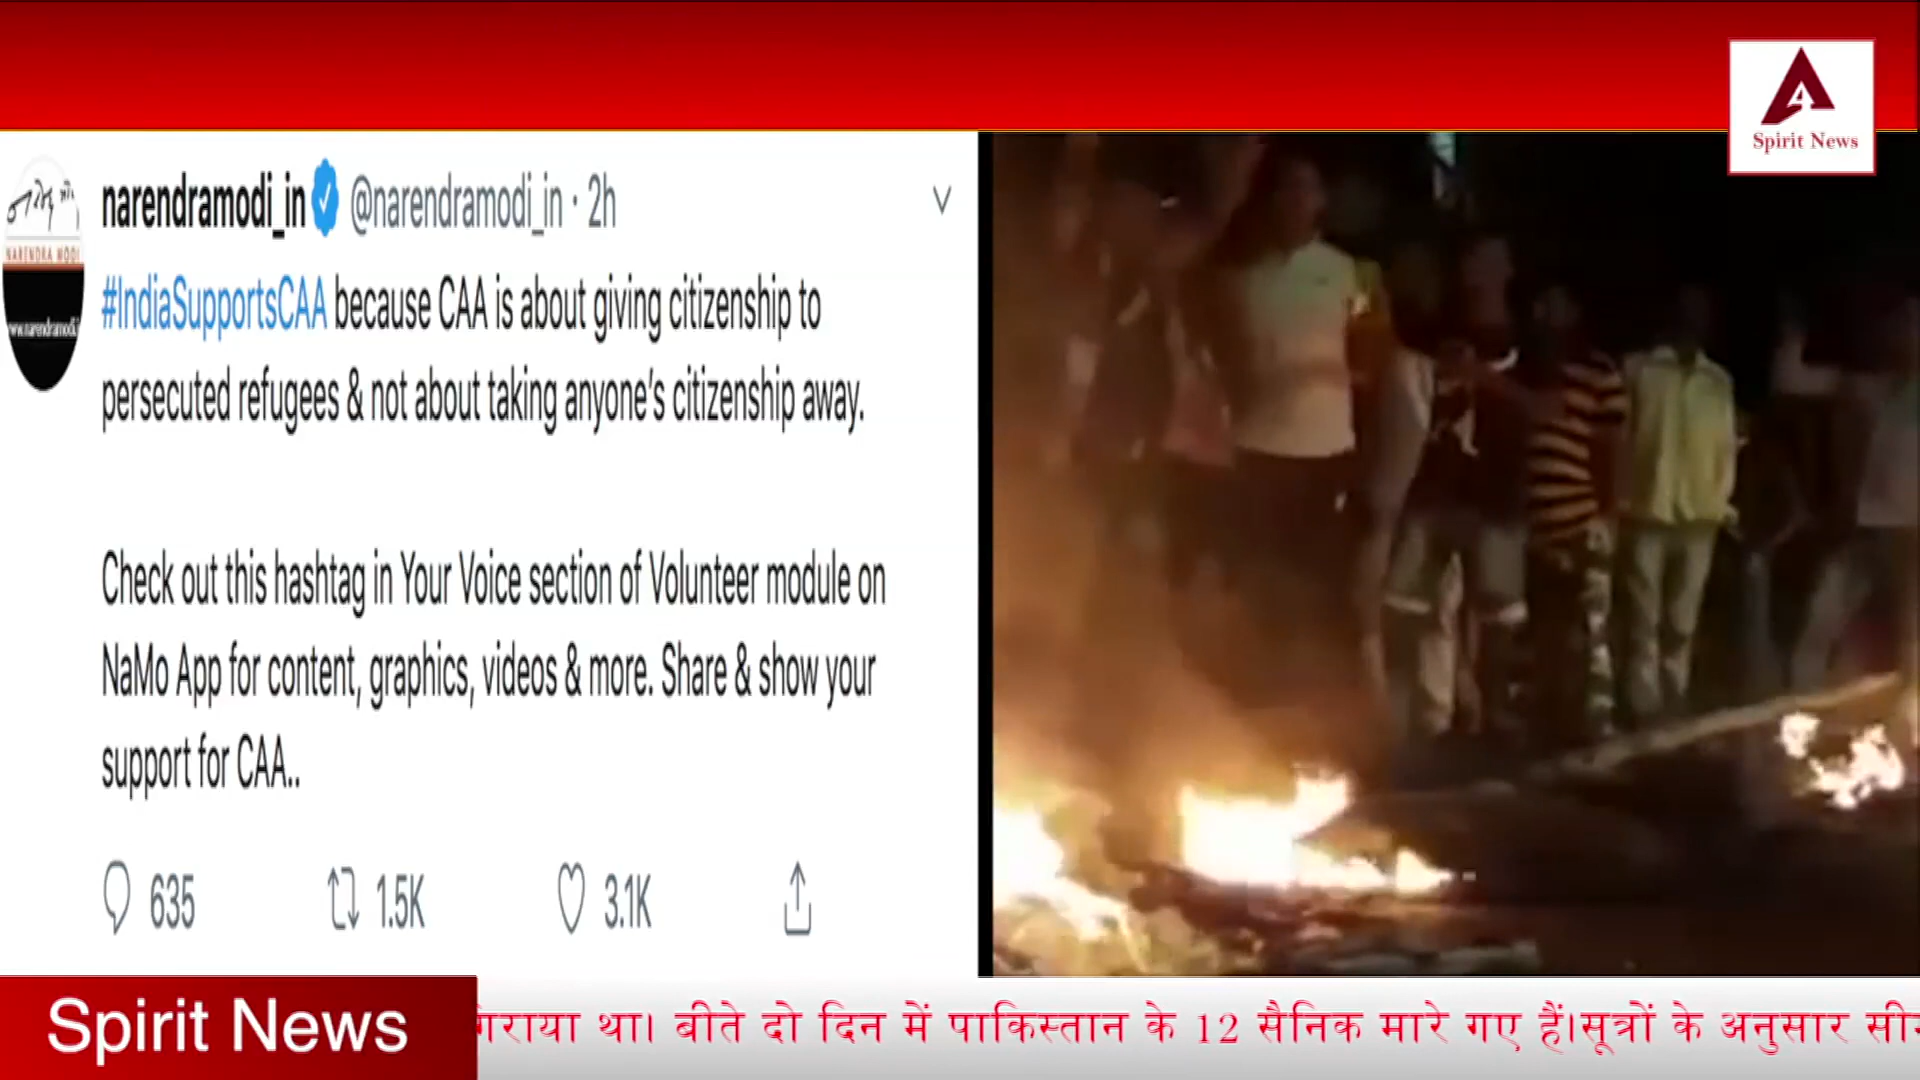 Spirit News
narendramodi_in @narendramodi_in · 2h
NARENDRA MODI
#IndiaSupportsCAA because CAA is about giving citizenship to
persecuted refugees & not about taking anyone's citizenship away.
Check out this hashtag in Your Voice section of Volunteer module on
NaMo App for content, graphics, videos & more. Share & show your
support for CAA..
635 1.5K 3.1K
Spirit News
था। बीते दो दिन में पाकिस्तान के 12 सैनिक मारे गए हैं।सूत्रों के अनुसार